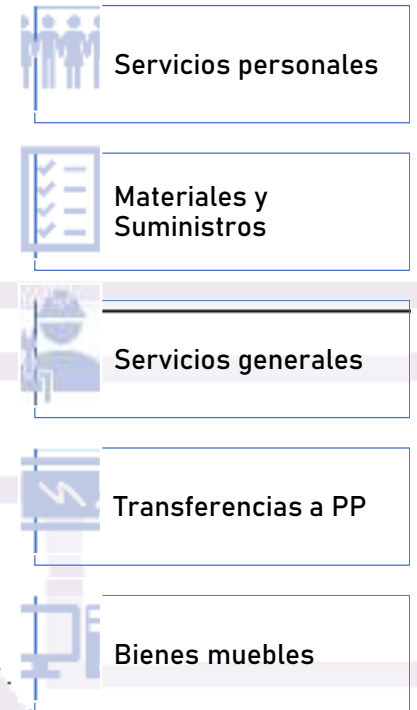 Servicios personales
Materiales y
Suministros
Servicios generales
Transferencias a PP
Bienes muebles